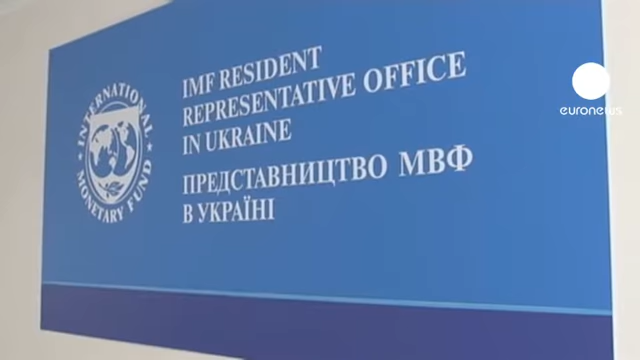 IMF RESIDENT
REPRESENTATIVE OFFICE
IN UKRAINE
ПРЕДСТАВНИЦТВО МВФ
В УКРАЇНІ
INTERNATIONAL
MONETARY FUND
euronews